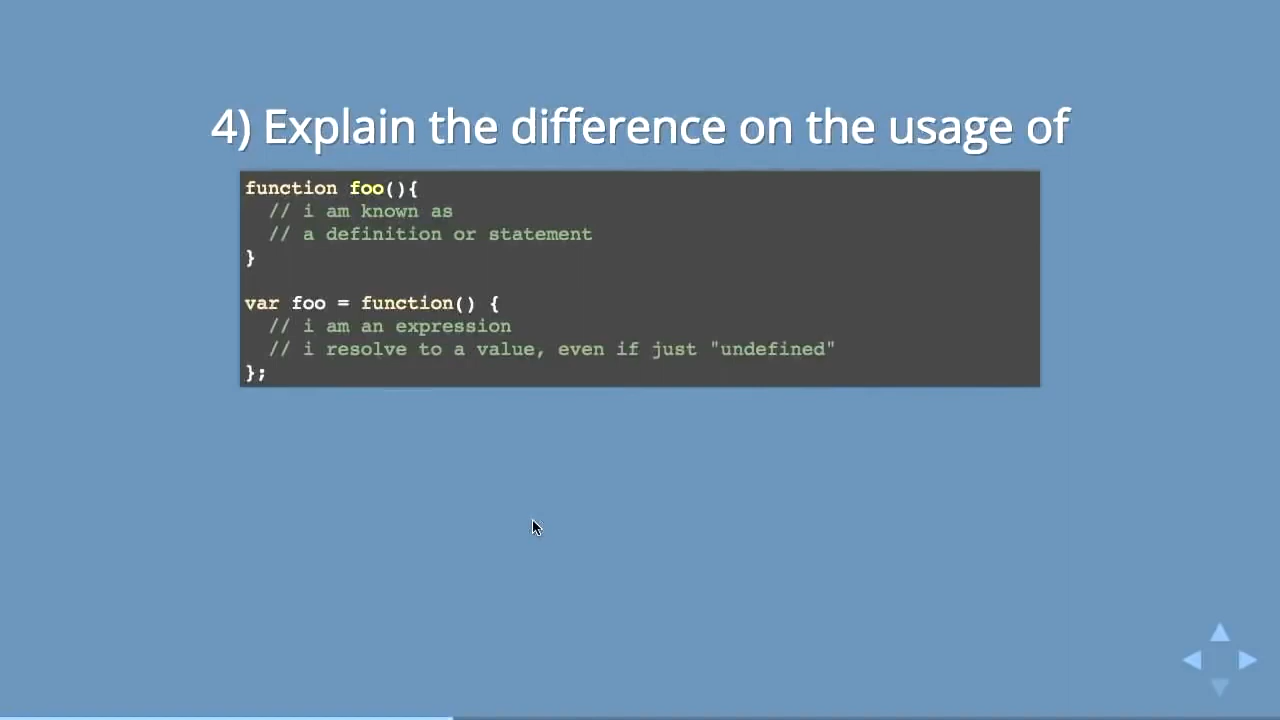 4) Explain the difference on the usage of
function foo(){
  // i am known as
  // a definition or statement
}
var foo = function() {
  // i am an expression
  // i resolve to a value, even if just "undefined"
};